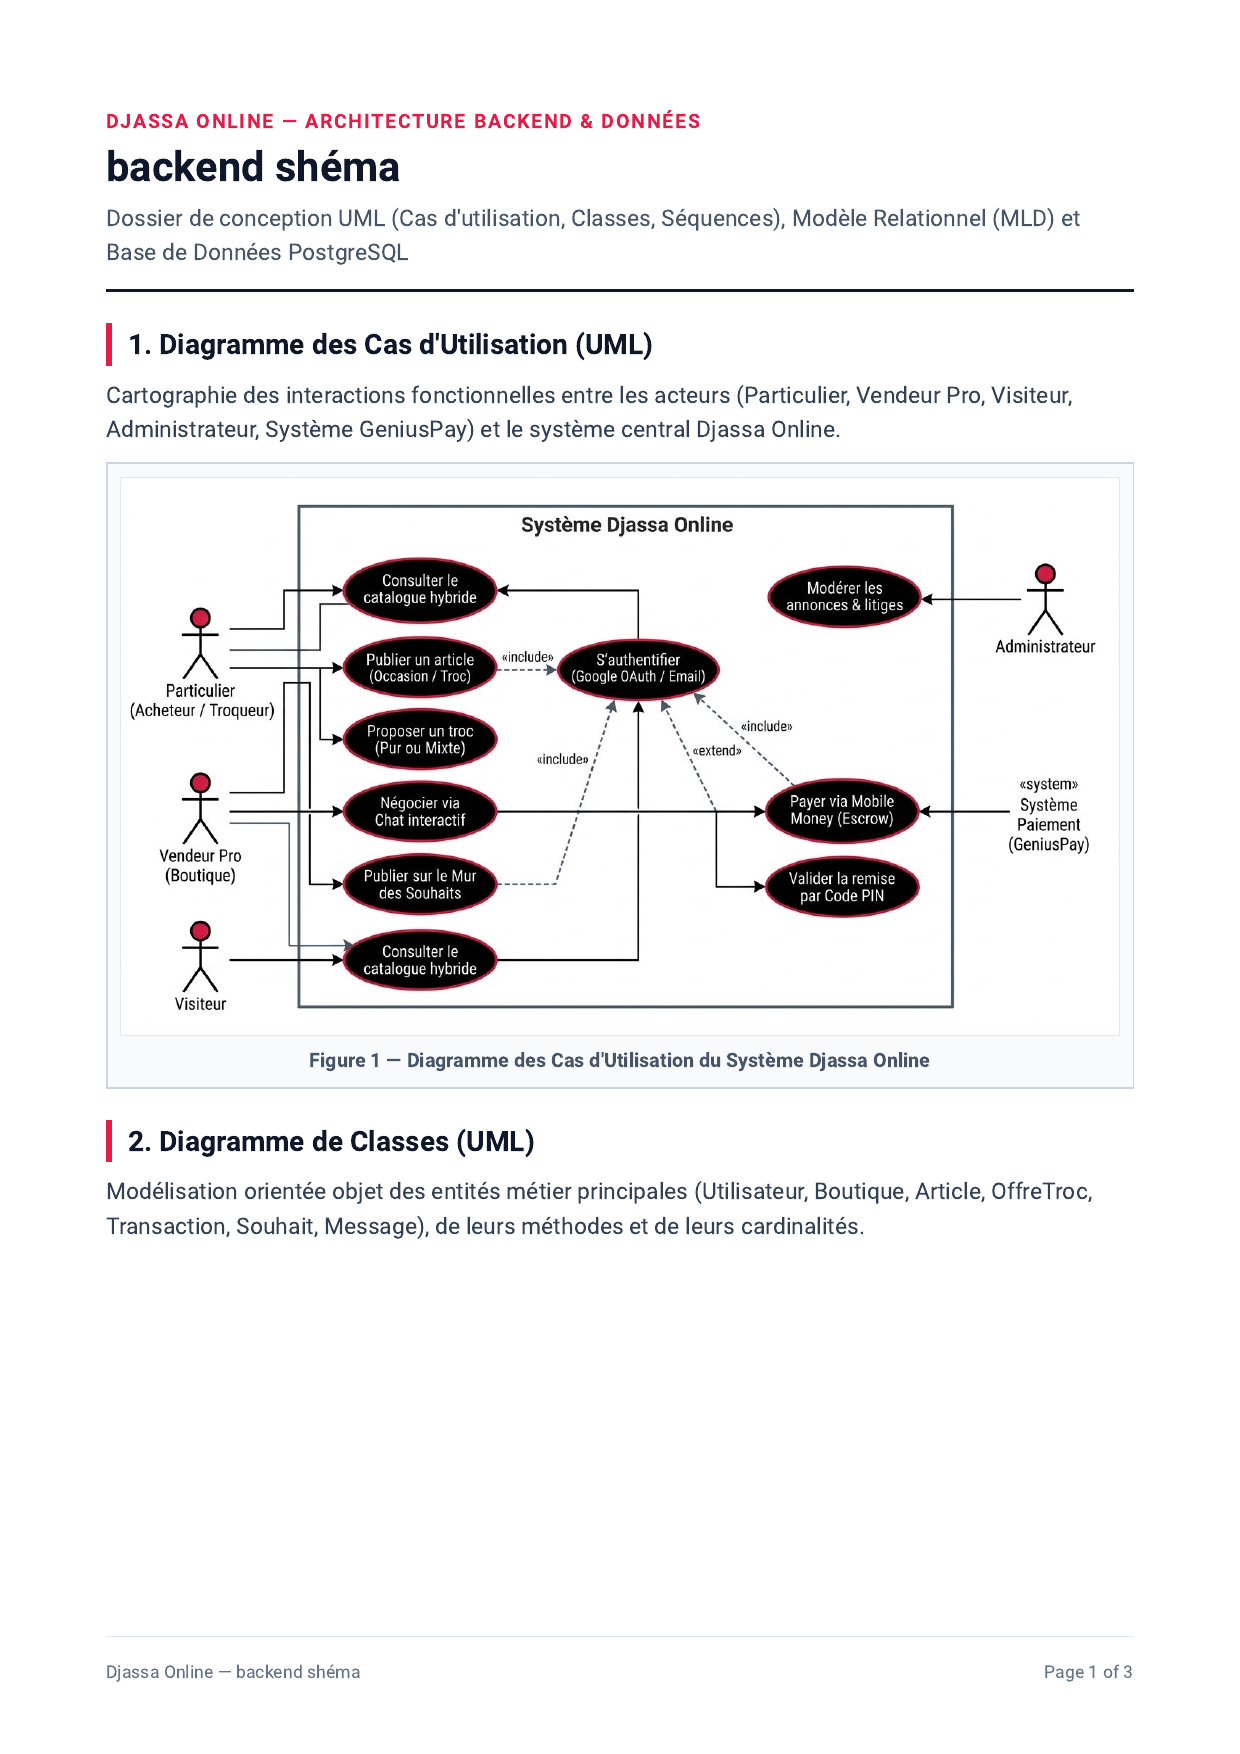 DJASSA ONLINE — ARCHITECTURE BACKEND & DONNÉES
backend shéma
Dossier de conception UML (Cas d'utilisation, Classes, Séquences), Modèle Relationnel (MLD) et
Base de Données PostgreSQL
1. Diagramme des Cas d'Utilisation (UML)
Cartographie des interactions fonctionnelles entre les acteurs (Particulier, Vendeur Pro, Visiteur,
Administrateur, Système GeniusPay) et le système central Djassa Online.
Système Djassa Online
Consulter le
catalogue hybride
Modérer les
annonces & litiges
Administrateur
Particulier
(Acheteur / Troqueur)
Publier un article
(Occasion / Troc)
«include»
S'authentifier
(Google OAuth / Email)
Proposer un troc
(Pur ou Mixte)
«include»
«extend»
«include»
Vendeur Pro
(Boutique)
Négocier via
Chat interactif
Payer via Mobile
Money (Escrow)
«system»
Système
Paiement
(GeniusPay)
Publier sur le Mur
des Souhaits
Valider la remise
par Code PIN
Visiteur
Consulter le
catalogue hybride
Figure 1 — Diagramme des Cas d'Utilisation du Système Djassa Online
2. Diagramme de Classes (UML)
Modélisation orientée objet des entités métier principales (Utilisateur, Boutique, Article, OffreTroc,
Transaction, Souhait, Message), de leurs méthodes et de leurs cardinalités.
Djassa Online — backend shéma
Page 1 of 3